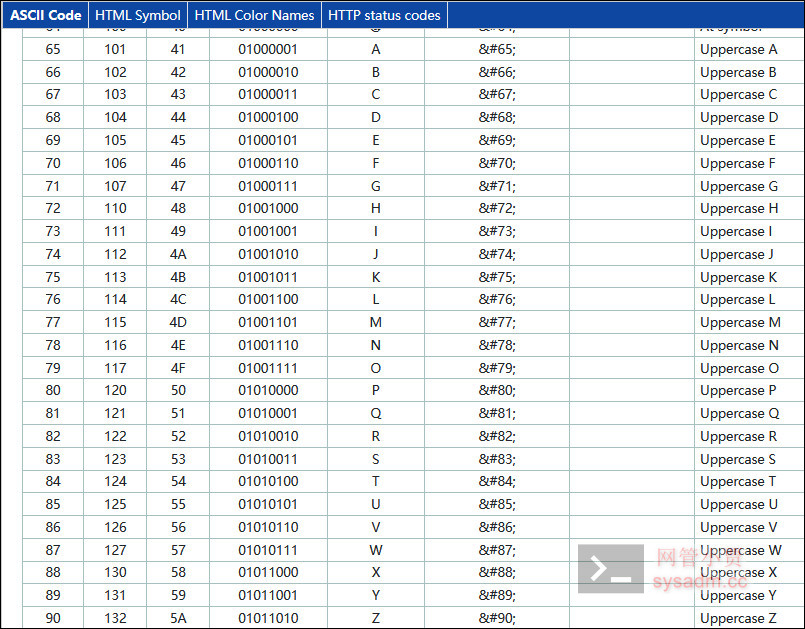 ASCII Code HTML Symbol HTML Color Names HTTP status codes
65 101 41 01000001 A &#65; Uppercase A
66 102 42 01000010 B &#66; Uppercase B
67 103 43 01000011 C &#67; Uppercase C
68 104 44 01000100 D &#68; Uppercase D
69 105 45 01000101 E &#69; Uppercase E
70 106 46 01000110 F &#70; Uppercase F
71 107 47 01000111 G &#71; Uppercase G
72 110 48 01001000 H &#72; Uppercase H
73 111 49 01001001 I &#73; Uppercase I
74 112 4A 01001010 J &#74; Uppercase J
75 113 4B 01001011 K &#75; Uppercase K
76 114 4C 01001100 L &#76; Uppercase L
77 115 4D 01001101 M &#77; Uppercase M
78 116 4E 01001110 N &#78; Uppercase N
79 117 4F 01001111 O &#79; Uppercase O
80 120 50 01010000 P &#80; Uppercase P
81 121 51 01010001 Q &#81; Uppercase Q
82 122 52 01010010 R &#82; Uppercase R
83 123 53 01010011 S &#83; Uppercase S
84 124 54 01010100 T &#84; Uppercase T
85 125 55 01010101 U &#85; Uppercase U
86 126 56 01010110 V &#86; Uppercase V
87 127 57 01010111 W &#87; Uppercase W
网管小贾
88 130 58 01011000 X &#88; Uppercase X
sysadm.cc
89 131 59 01011001 Y &#89; Uppercase Y
90 132 5A 01011010 Z &#90; Uppercase Z